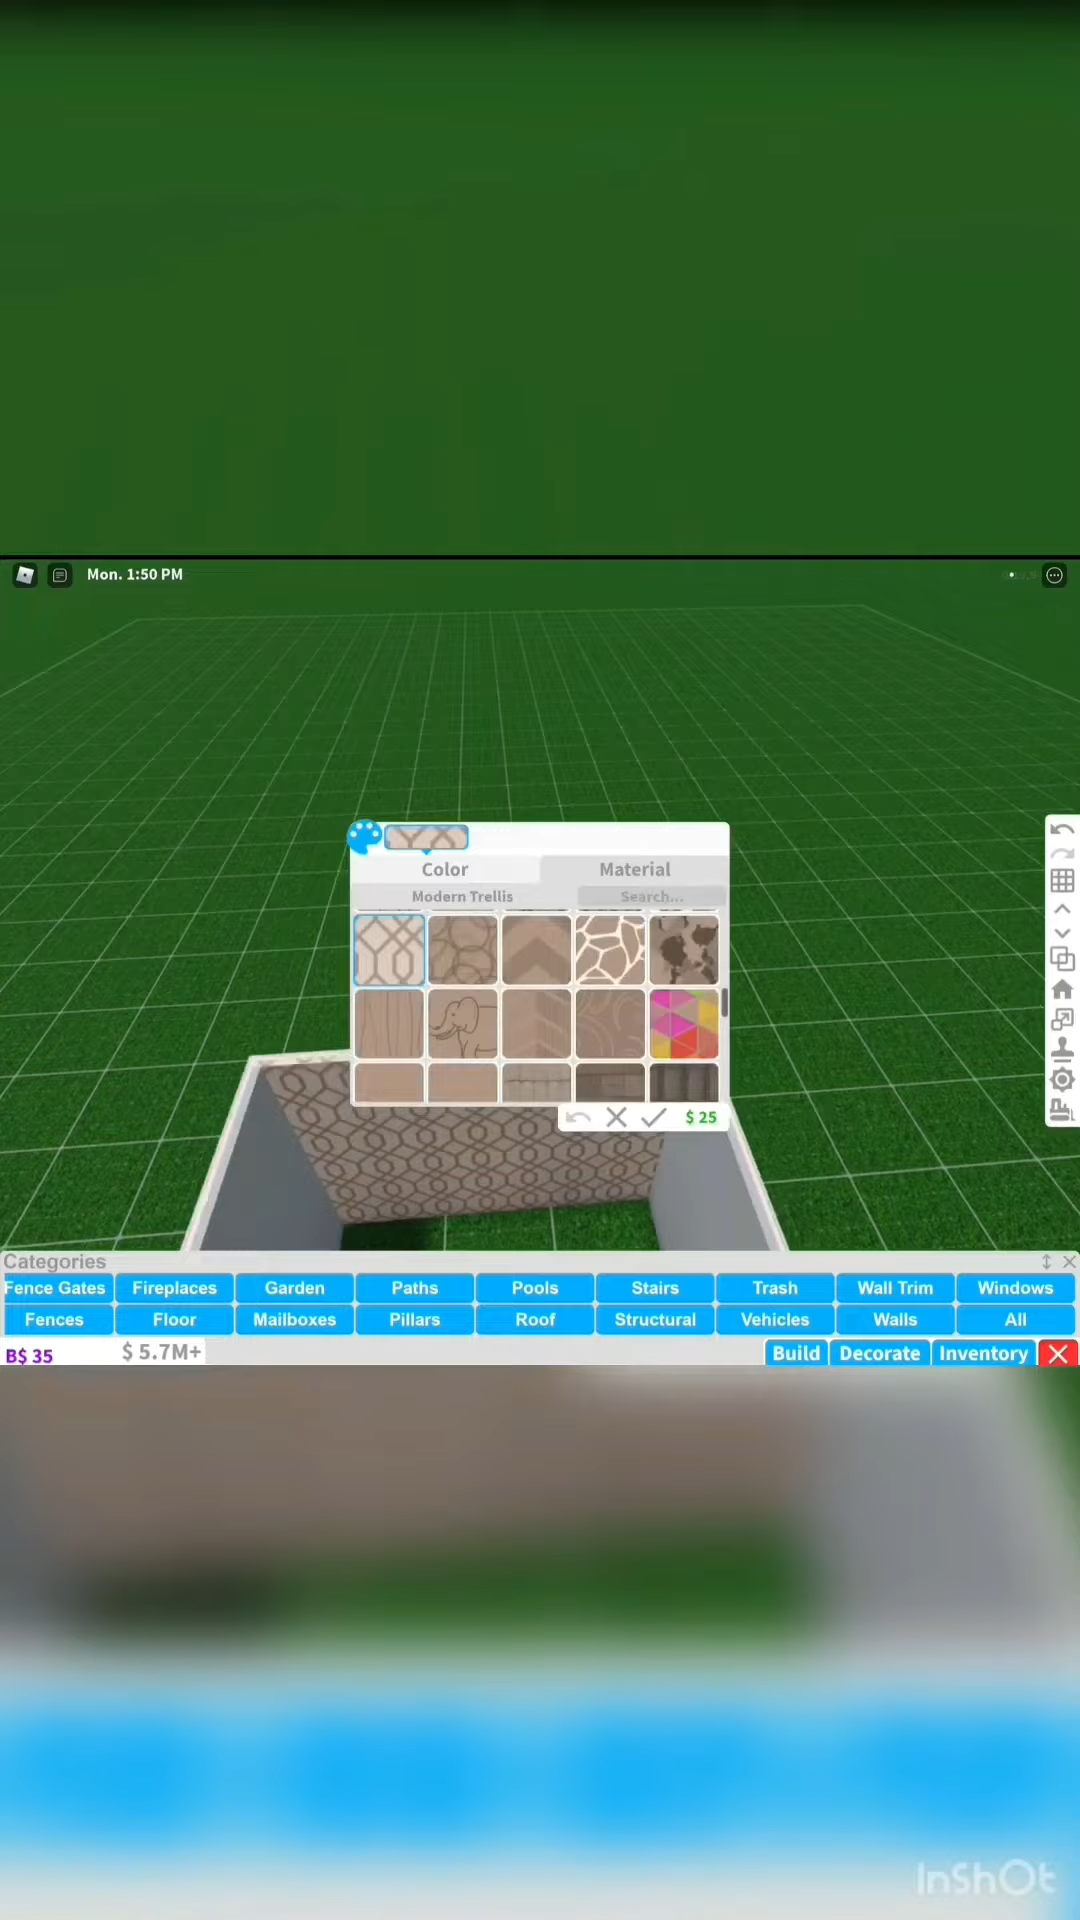 Mon. 1:50 PM
Color
Material
Modern Trellis
Search...
$ 25
Categories
Fence Gates
Fireplaces
Garden
Paths
Pools
Stairs
Trash
Wall Trim
Windows
Fences
Floor
Mailboxes
Pillars
Roof
Structural
Vehicles
Walls
All
B$ 35
$ 5.7M+
Build
Decorate
Inventory
InShOt